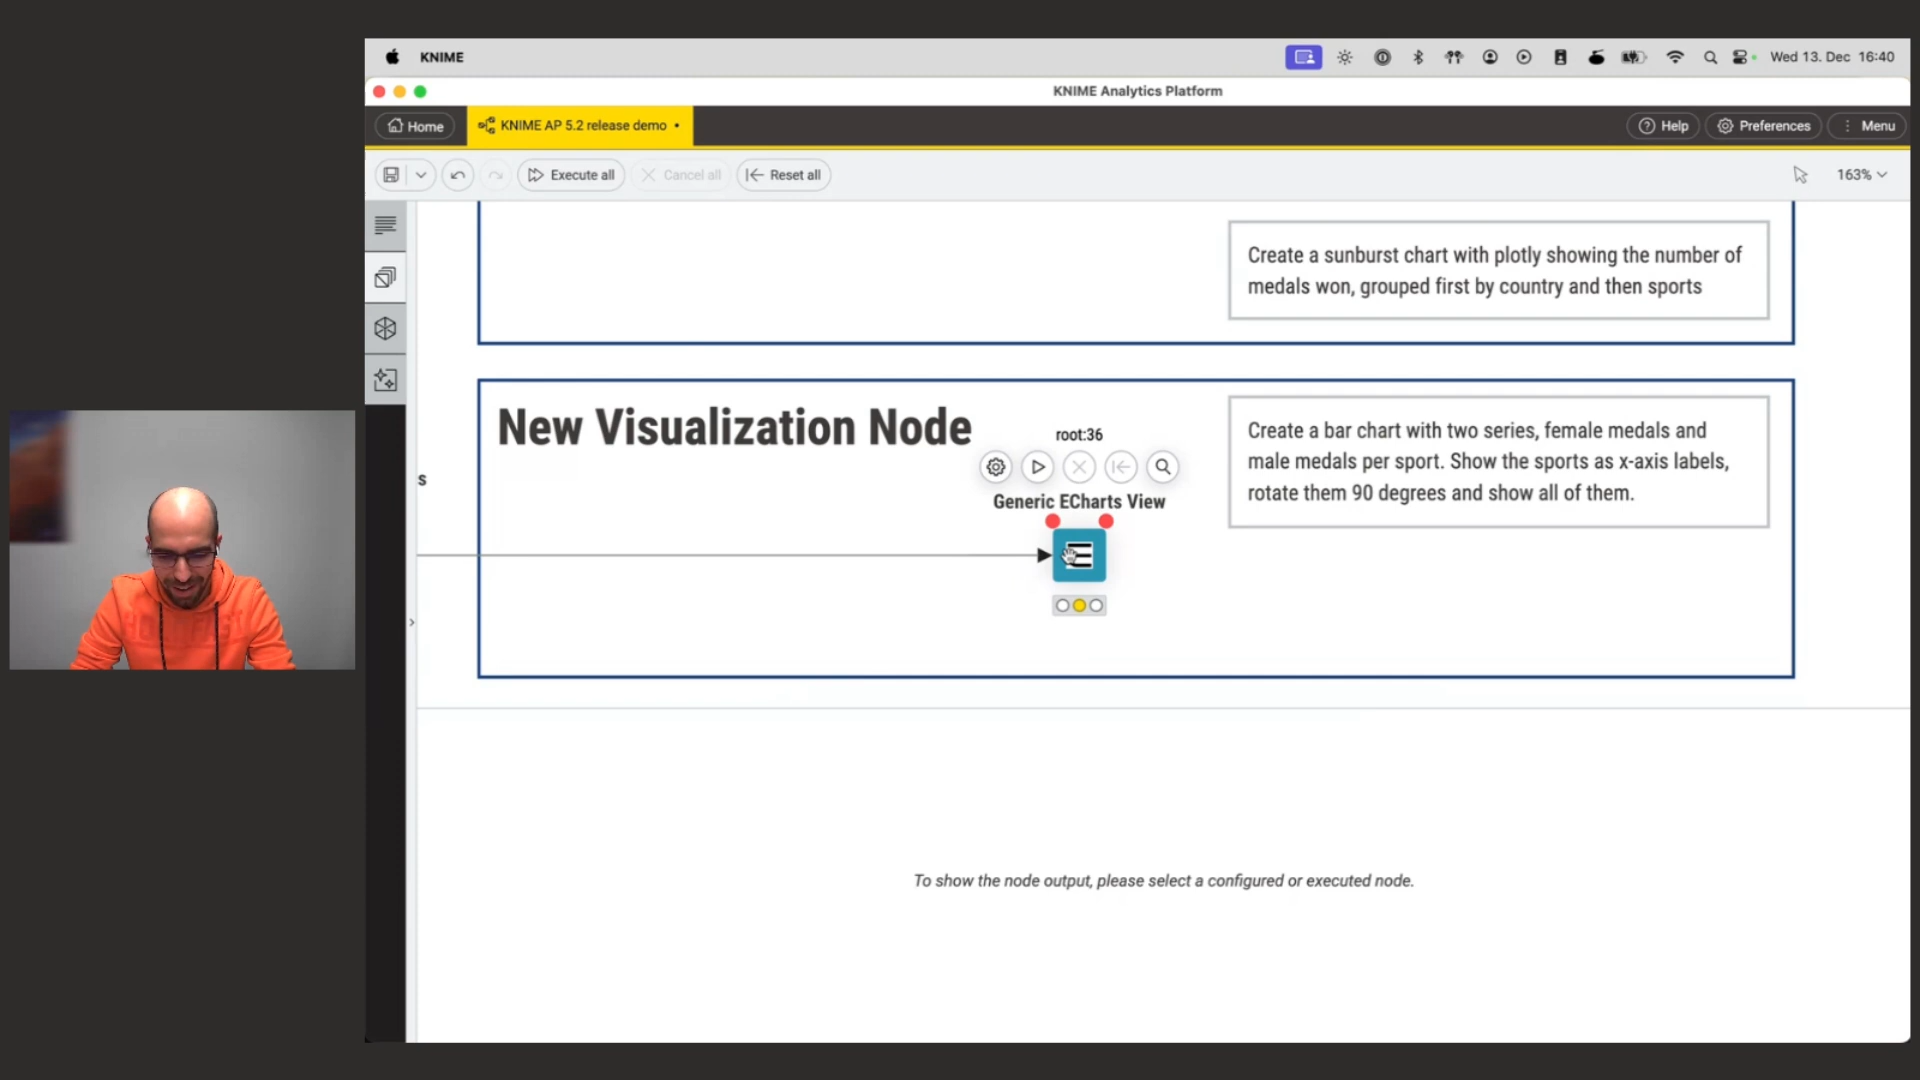 KNIME
Wed 13. Dec 16:40
KNIME Analytics Platform
Home
KNIME AP 5.2 release demo •
Help
Preferences
Menu
Execute all
Cancel all
Reset all
163%
Create a sunburst chart with plotly showing the number of
medals won, grouped first by country and then sports
New Visualization Node
root:36
Generic ECharts View
Create a bar chart with two series, female medals and
male medals per sport. Show the sports as x-axis labels,
rotate them 90 degrees and show all of them.
s
To show the node output, please select a configured or executed node.